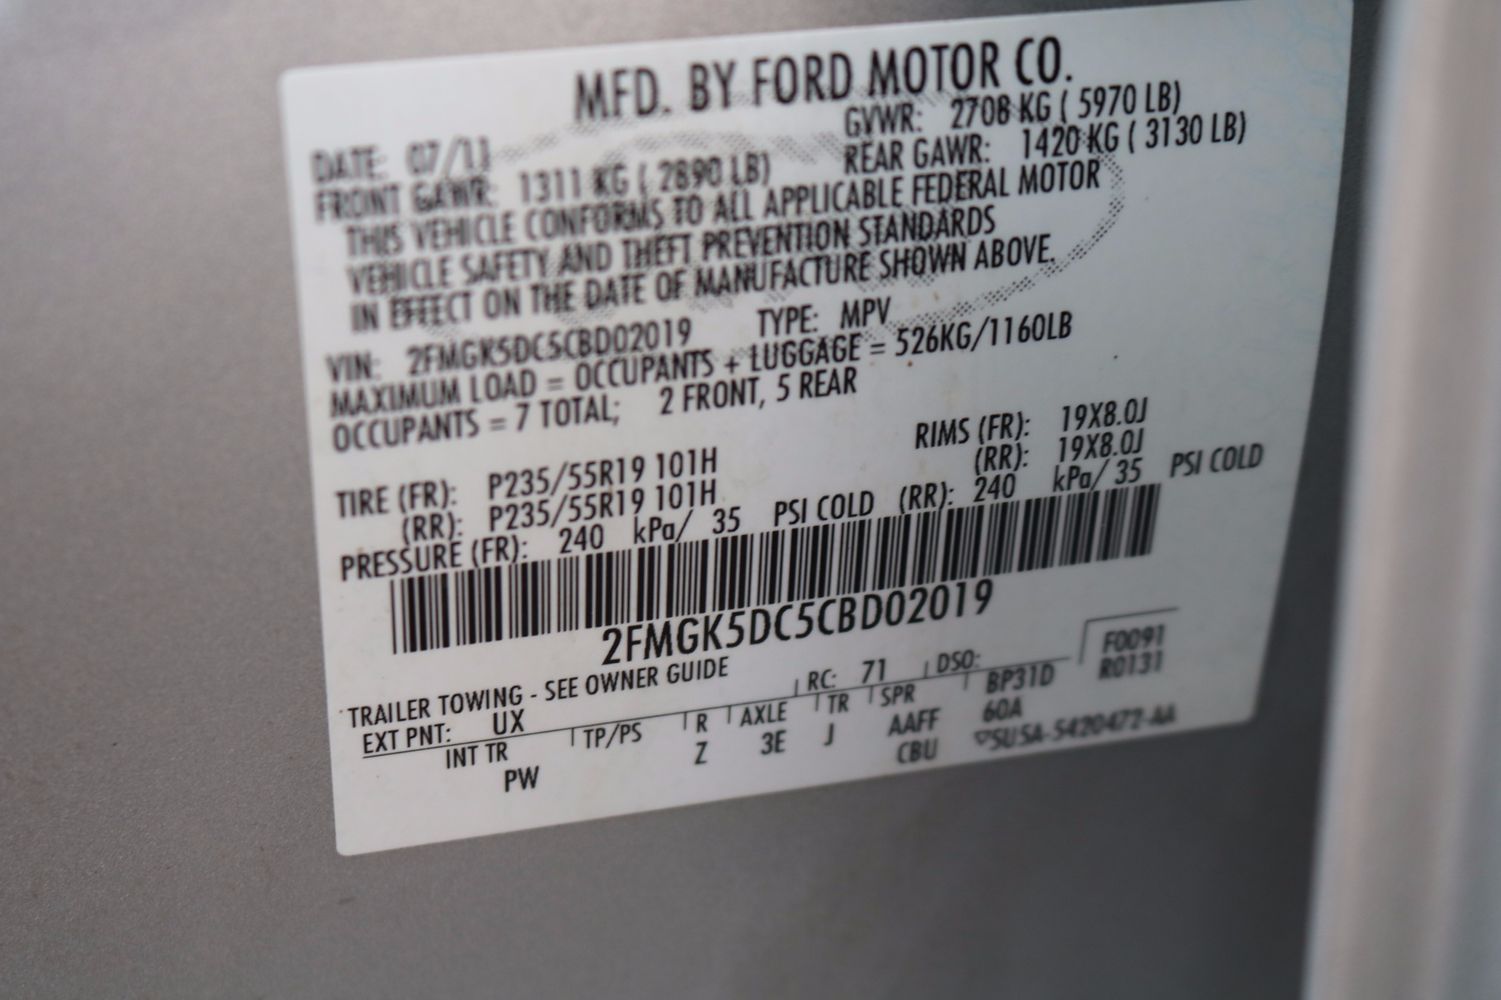 MFD. BY FORD MOTOR CO.
DATE: 07/11 GVWR: 2708 KG ( 5970 LB)
FRONT GAWR: 1311 KG ( 2890 LB) REAR GAWR: 1420 KG ( 3130 LB)
THIS VEHICLE CONFORMS TO ALL APPLICABLE FEDERAL MOTOR
VEHICLE SAFETY AND THEFT PREVENTION STANDARDS
IN EFFECT ON THE DATE OF MANUFACTURE SHOWN ABOVE.
VIN: 2FMGK5DC5CBD02019 TYPE: MPV
MAXIMUM LOAD = OCCUPANTS + LUGGAGE = 526KG/1160LB
OCCUPANTS = 7 TOTAL; 2 FRONT, 5 REAR
TIRE (FR): P235/55R19 101H RIMS (FR): 19X8.0J
(RR): P235/55R19 101H (RR): 19X8.0J
PRESSURE (FR): 240 kPa/ 35 PSI COLD (RR): 240 kPa/ 35 PSI COLD
2FMGK5DC5CBD02019
TRAILER TOWING - SEE OWNER GUIDE
EXT PNT: UX RC: 71 DSO: F0091
R0131
INT TR TP/PS R AXLE TR SPR BP31D
PW Z 3E J AAFF 60A
CBU ▽5U5A-5420472-AA